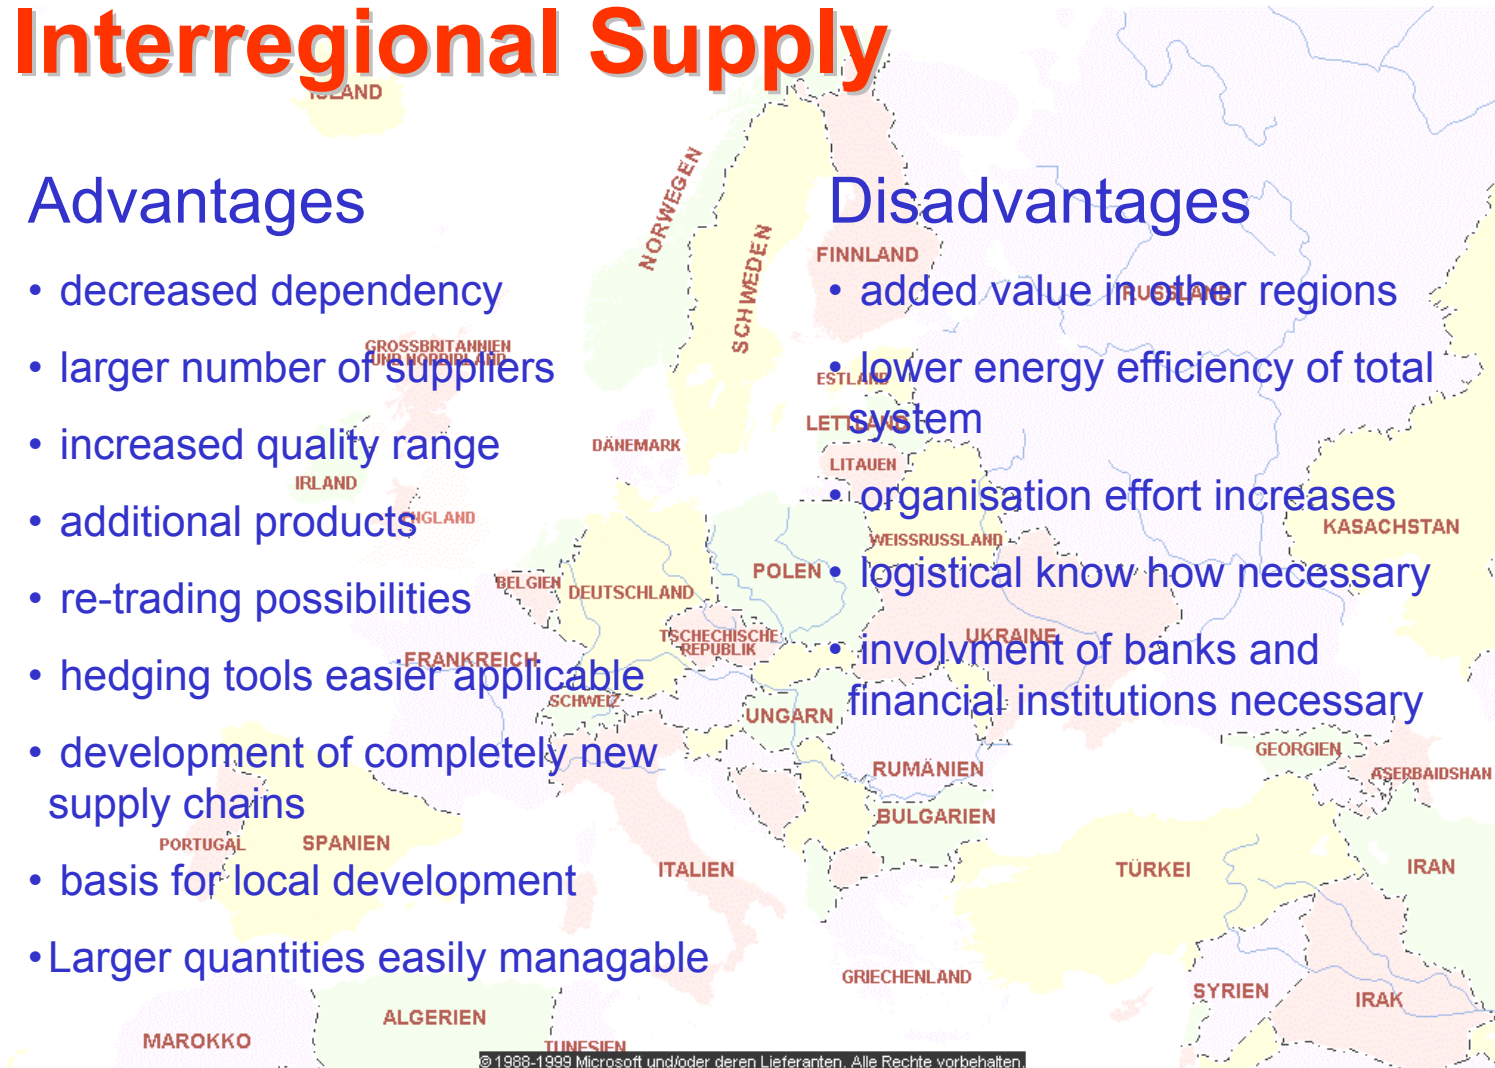 Interregional Supply
Advantages
• decreased dependency
• larger number of suppliers
• increased quality range
• additional products
• re-trading possibilities
• hedging tools easier applicable
• development of completely new
supply chains
• basis for local development
• Larger quantities easily managable
Disadvantages
• added value in other regions
• lower energy efficiency of total
system
• organisation effort increases
• logistical know how necessary
• involvment of banks and
financial institutions necessary
ISLAND
NORWEGEN
SCHWEDEN
FINNLAND
RUSSLAND
GROSSBRITANNIEN
UND NORDIRLAND
ESTLAND
LETTLAND
DÄNEMARK
LITAUEN
IRLAND
ENGLAND
KASACHSTAN
WEISSRUSSLAND
POLEN
BELGIEN
DEUTSCHLAND
TSCHECHISCHE
REPUBLIK
UKRAINE
FRANKREICH
SCHWEIZ
UNGARN
GEORGIEN
RUMÄNIEN
ASERBAIDSHAN
BULGARIEN
PORTUGAL
SPANIEN
ITALIEN
TÜRKEI
IRAN
GRIECHENLAND
SYRIEN
IRAK
ALGERIEN
MAROKKO
TUNESIEN
© 1988-1999 Microsoft und/oder deren Lieferanten. Alle Rechte vorbehalten.